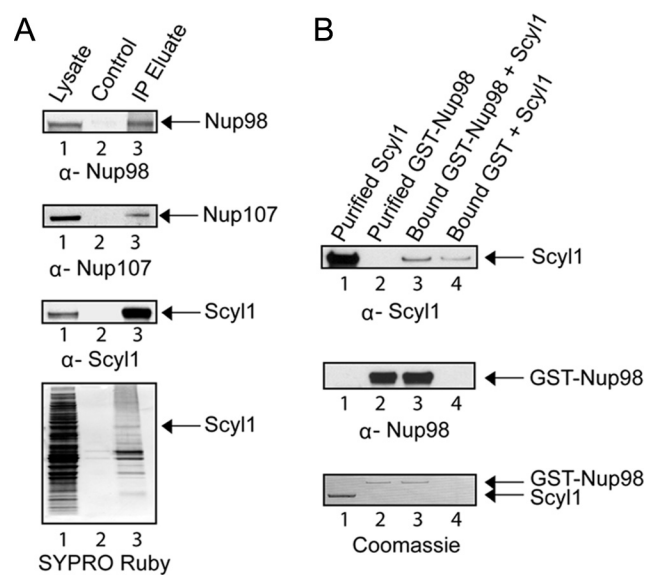 A
Lysate
Control
IP Eluate
Nup98
1 2 3
α- Nup98
Nup107
1 2 3
α- Nup107
Scyl1
1 2 3
α- Scyl1
Scyl1
1 2 3
SYPRO Ruby
B
Purified Scyl1
Purified GST-Nup98
Bound GST-Nup98 + Scyl1
Bound GST + Scyl1
Scyl1
1 2 3 4
α- Scyl1
GST-Nup98
1 2 3 4
α- Nup98
GST-Nup98
Scyl1
1 2 3 4
Coomassie